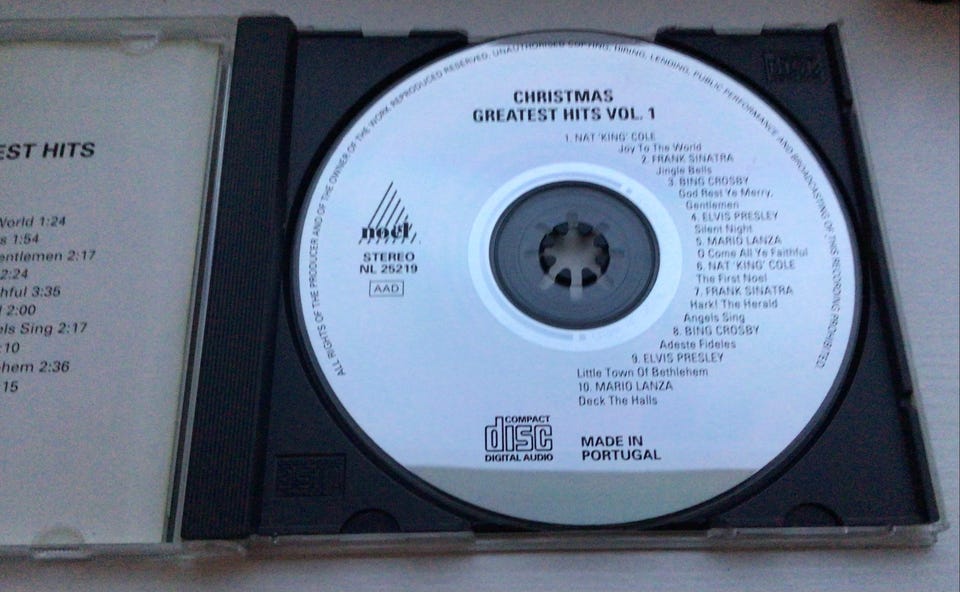 EST HITS
World 1:24
s 1:54
entlemen 2:17
2:24
hful 3:35
2:00
els Sing 2:17
:10
ehem 2:36
15
ALL RIGHTS OF THE PRODUCER AND OF THE OWNER OF THE WORK REPRODUCED RESERVED, UNAUTHORISED COPYING, HIRING, LENDING, PUBLIC PERFORMANCE AND BROADCASTING OF THIS RECORDING PROHIBITED
CHRISTMAS
GREATEST HITS VOL. 1
1. NAT 'KING' COLE
Joy To The World
2. FRANK SINATRA
Jingle Bells
3. BING CROSBY
God Rest Ye Merry,
Gentlemen
4. ELVIS PRESLEY
Silent Night
5. MARIO LANZA
O Come All Ye Faithful
6. NAT 'KING' COLE
The First Noel
7. FRANK SINATRA
Hark! The Herald
Angels Sing
8. BING CROSBY
Adeste Fideles
9. ELVIS PRESLEY
Little Town Of Bethlehem
10. MARIO LANZA
Deck The Halls
noël
STEREO
NL 25219
AAD
COMPACT
disc
DIGITAL AUDIO
MADE IN
PORTUGAL